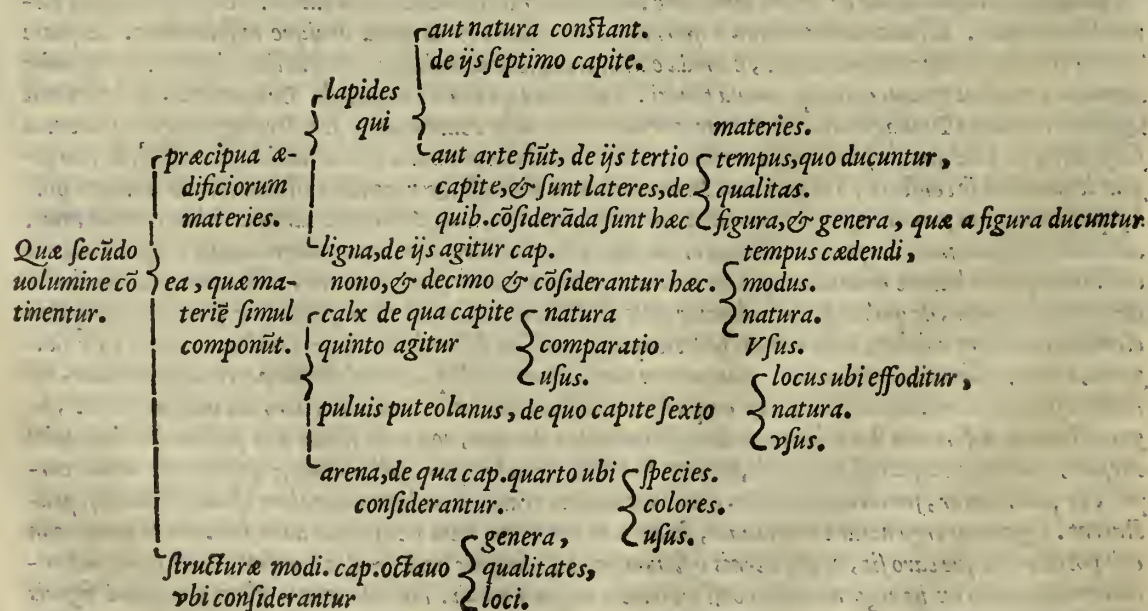 aut natura constant.
de ijs septimo capite.
lapides
qui
materies.
præcipua æ-
dificiorum
materies.
aut arte fiũt, de ijs tertio
capite, & sunt lateres, de
quib. cõsiderãda sunt hæc
tempus, quo ducuntur,
qualitas.
figura, & genera, quæ a figura ducuntur.
Quæ secũdo
uolumine cõ
tinentur.
ligna, de ijs agitur cap.
nono, & decimo & cõsiderantur hæc.
tempus cædendi,
modus.
natura.
Vsus.
ea, quæ ma-
teriẽ simul
componũt.
calx de qua capite
quinto agitur
natura
comparatio
usus.
puluis puteolanus, de quo capite sexto
locus ubi effoditur,
natura.
vsus.
arena, de qua cap. quarto ubi
considerantur.
species.
colores.
usus.
structuræ modi. cap. octauo
vbi considerantur
genera,
qualitates,
loci.